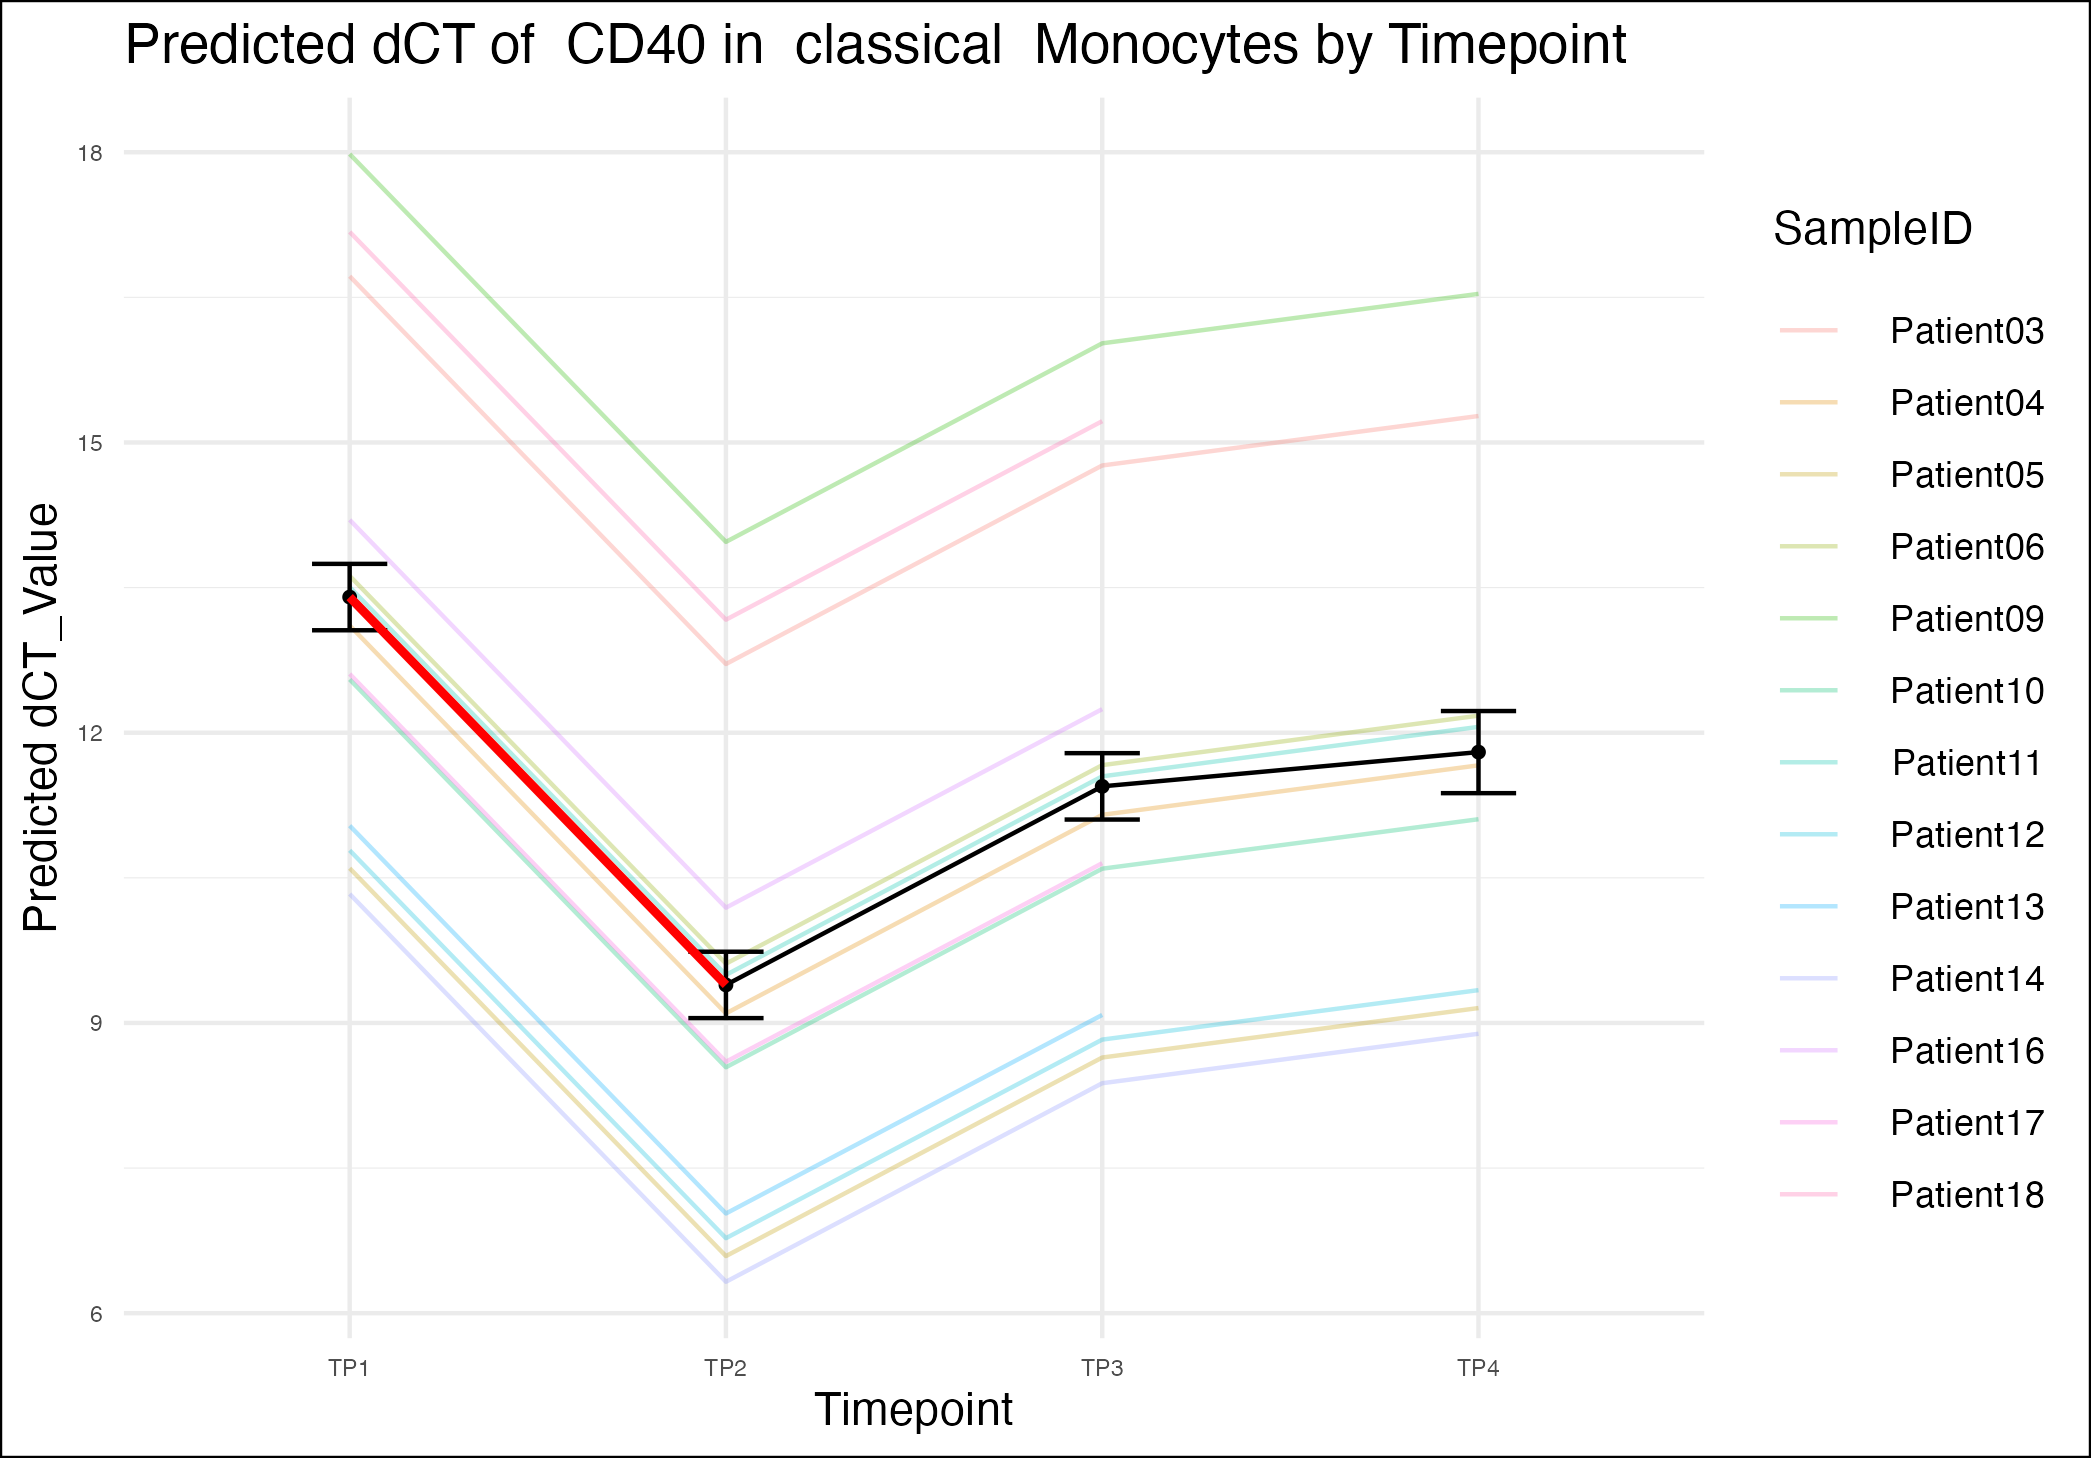 Predicted dCT of  CD40 in  classical  Monocytes by Timepoint
Predicted dCT_Value
18
15
12
9
6
TP1 TP2 TP3 TP4
Timepoint
SampleID
Patient03
Patient04
Patient05
Patient06
Patient09
Patient10
Patient11
Patient12
Patient13
Patient14
Patient16
Patient17
Patient18